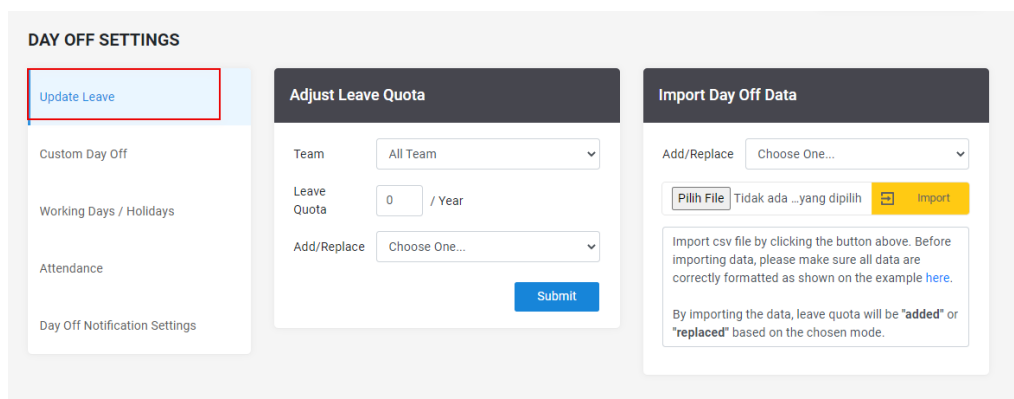 DAY OFF SETTINGS
Update Leave
Custom Day Off
Working Days / Holidays
Attendance
Day Off Notification Settings
Adjust Leave Quota
Team All Team
Leave Quota 0 / Year
Add/Replace Choose One...
Submit
Import Day Off Data
Add/Replace Choose One...
Pilih File Tidak ada ...yang dipilih Import
Import csv file by clicking the button above. Before
importing data, please make sure all data are
correctly formatted as shown on the example here.
By importing the data, leave quota will be "added" or
"replaced" based on the chosen mode.